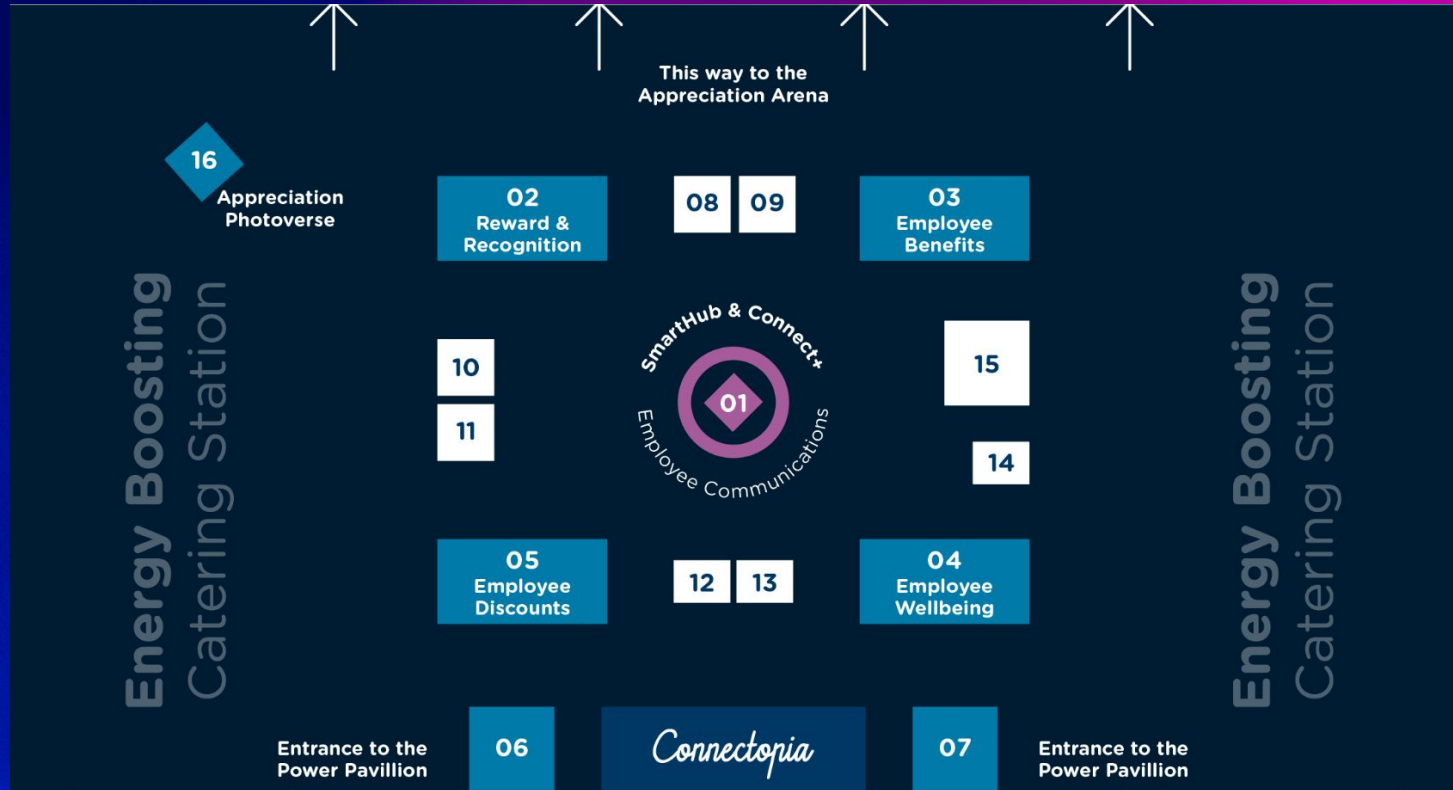 This way to the
Appreciation Arena
16
Appreciation
Photoverse
02
Reward &
Recognition
08
09
03
Employee
Benefits
Energy Boosting
Catering Station
SmartHub & Connect+
01
Employee Communications
10
11
15
14
Energy Boosting
Catering Station
05
Employee
Discounts
12
13
04
Employee
Wellbeing
Entrance to the
Power Pavillion
06
Connectopia
07
Entrance to the
Power Pavillion